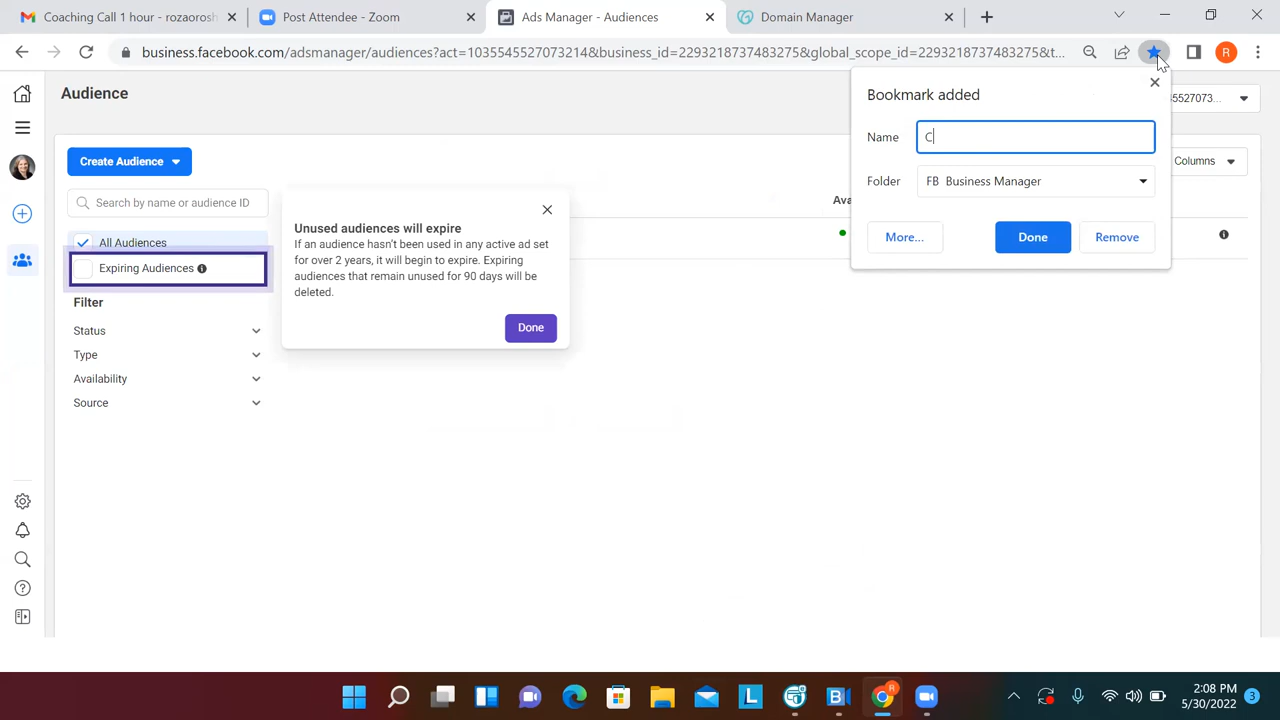 Coaching Call 1 hour - rozaorosh
Post Attendee - Zoom
Ads Manager - Audiences
Domain Manager
business.facebook.com/adsmanager/audiences?act=1035545527073214&business_id=2293218737483275&global_scope_id=2293218737483275&t...
R
Audience
Bookmark added
5527073...
Name
C
Create Audience
Columns
Folder
FB Business Manager
Search by name or audience ID
Ava
Unused audiences will expire
If an audience hasn't been used in any active ad set
for over 2 years, it will begin to expire. Expiring
audiences that remain unused for 90 days will be
deleted.
Done
More...
Done
Remove
All Audiences
Expiring Audiences
Filter
Status
Type
Availability
Source
2:08 PM
5/30/2022
3